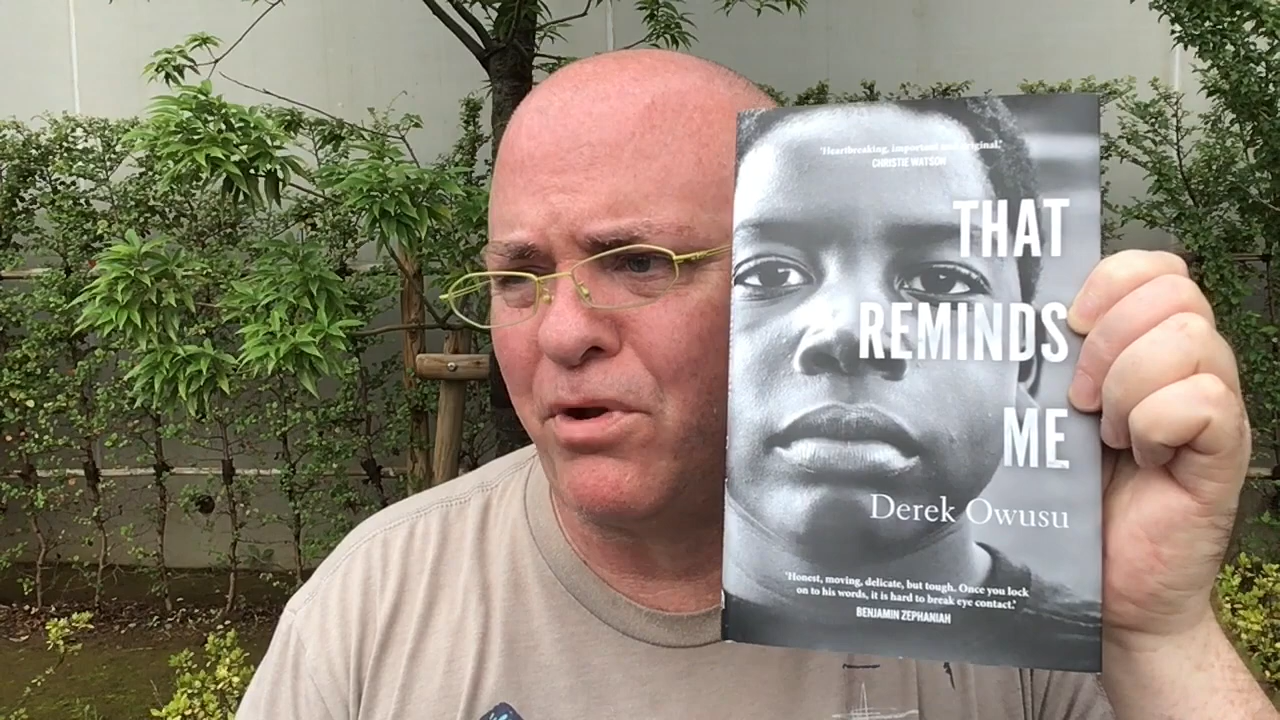 'Heartbreaking, important and original.'
CHRISTIE WATSON
THAT
REMINDS
ME
Derek Owusu
'Honest, moving, delicate, but tough. Once you lock
on to his words, it is hard to break eye contact.'
BENJAMIN ZEPHANIAH